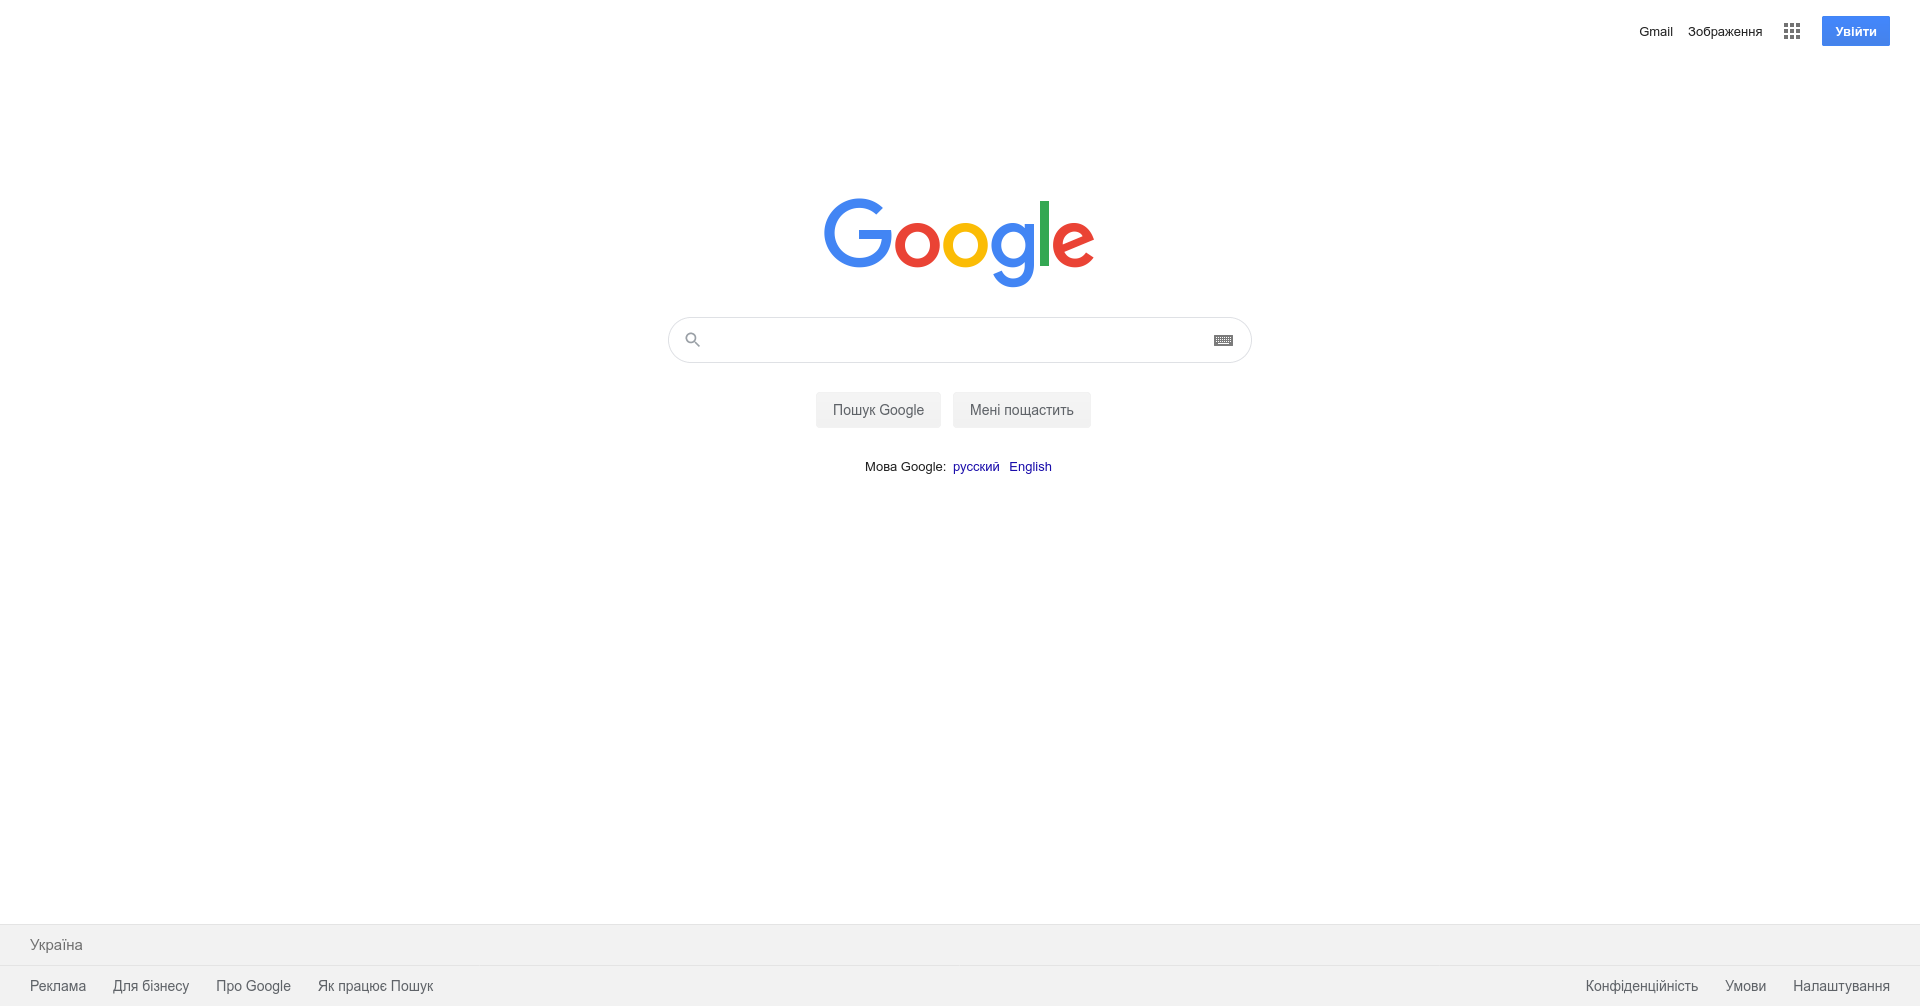 Gmail Зображення Увійти
Google
Пошук Google Мені пощастить
Мова Google: русский English
Україна
Реклама Для бізнесу Про Google Як працює Пошук Конфіденційність Умови Налаштування